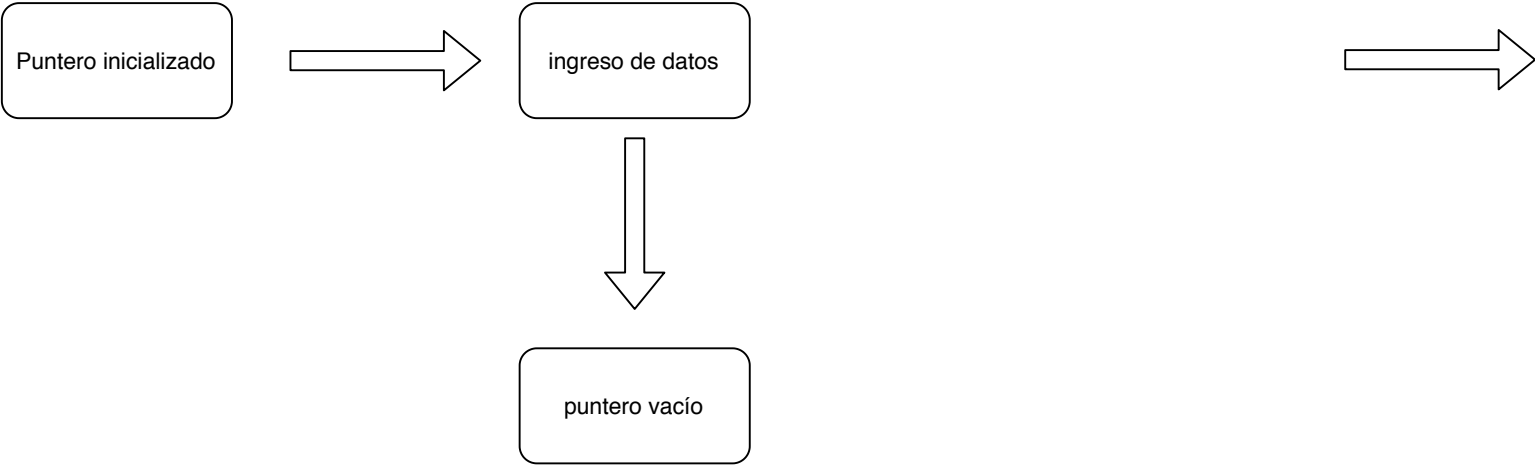 Puntero inicializado
ingreso de datos
puntero vacío